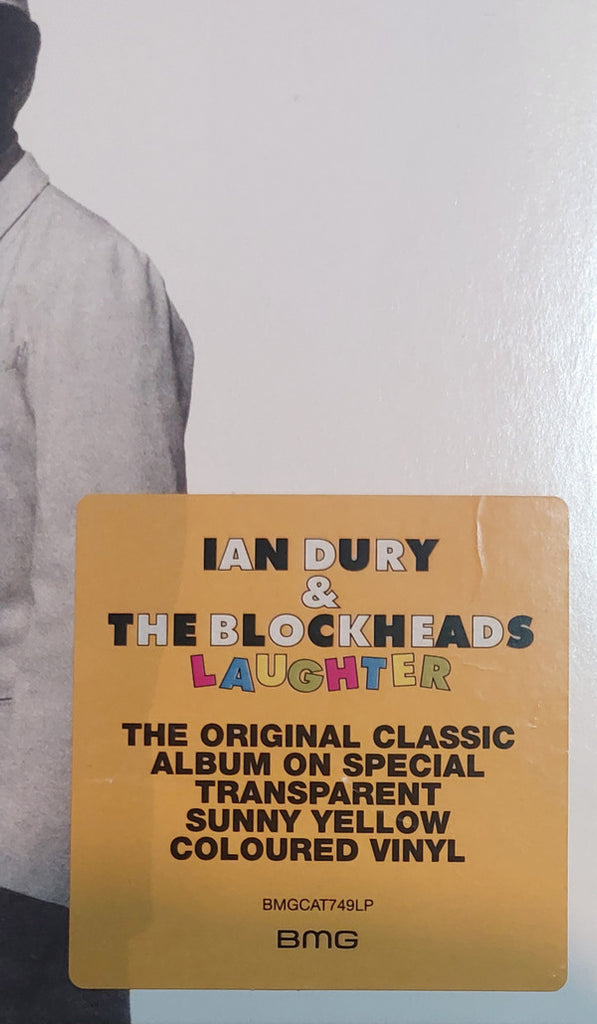 IAN DURY
&
THE BLOCKHEADS
LAUGHTER
THE ORIGINAL CLASSIC
ALBUM ON SPECIAL
TRANSPARENT
SUNNY YELLOW
COLOURED VINYL
BMGCAT749LP
BMG